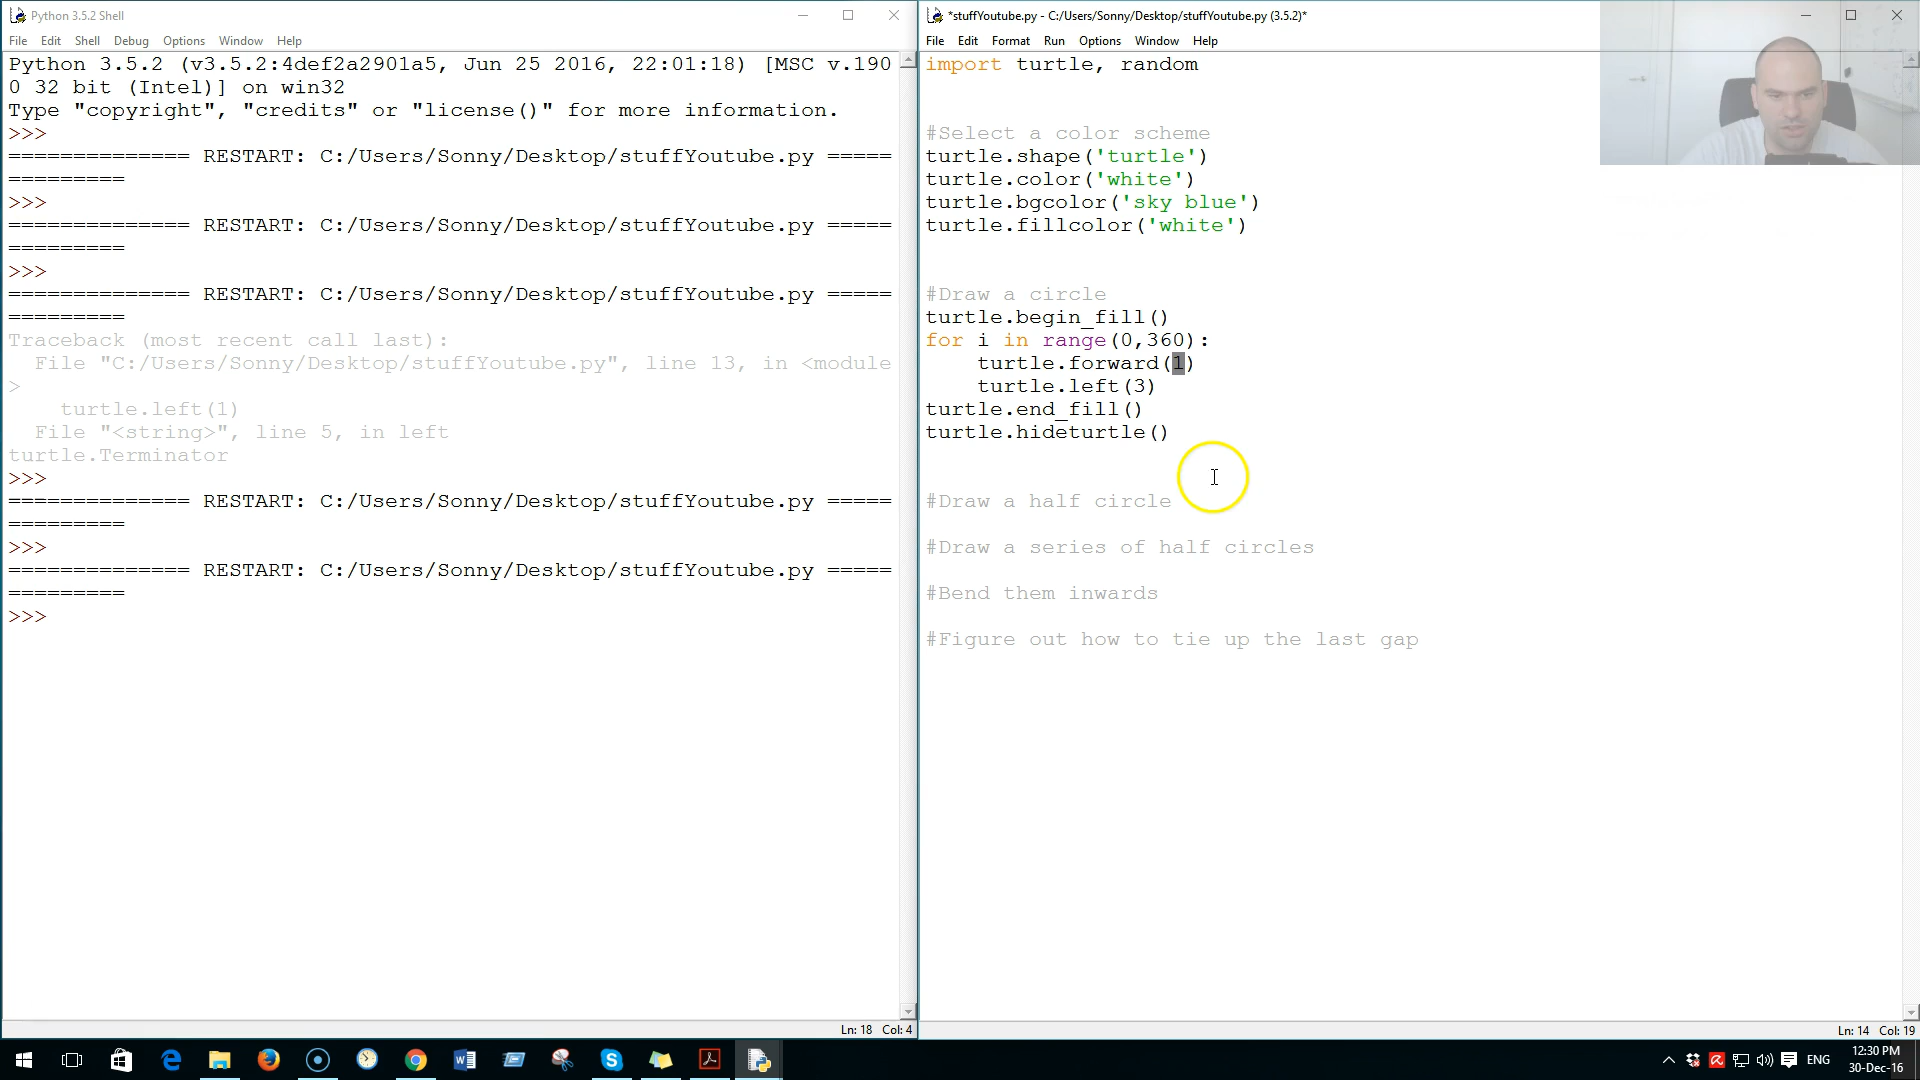 Python 3.5.2 Shell
File Edit Shell Debug Options Window Help
Python 3.5.2 (v3.5.2:4def2a2901a5, Jun 25 2016, 22:01:18) [MSC v.190
0 32 bit (Intel)] on win32
Type "copyright", "credits" or "license()" for more information.
>>>
============== RESTART: C:/Users/Sonny/Desktop/stuffYoutube.py =====
=========
>>>
============== RESTART: C:/Users/Sonny/Desktop/stuffYoutube.py =====
=========
>>>
============== RESTART: C:/Users/Sonny/Desktop/stuffYoutube.py =====
=========
Traceback (most recent call last):
  File "C:/Users/Sonny/Desktop/stuffYoutube.py", line 13, in <module
>
    turtle.left(1)
  File "<string>", line 5, in left
turtle.Terminator
>>>
============== RESTART: C:/Users/Sonny/Desktop/stuffYoutube.py =====
=========
>>>
============== RESTART: C:/Users/Sonny/Desktop/stuffYoutube.py =====
=========
>>>
Ln: 18 Col: 4
*stuffYoutube.py - C:/Users/Sonny/Desktop/stuffYoutube.py (3.5.2)*
File Edit Format Run Options Window Help
import turtle, random
#Select a color scheme
turtle.shape('turtle')
turtle.color('white')
turtle.bgcolor('sky blue')
turtle.fillcolor('white')
#Draw a circle
turtle.begin_fill()
for i in range(0,360):
    turtle.forward(1)
    turtle.left(3)
turtle.end_fill()
turtle.hideturtle()
#Draw a half circle
#Draw a series of half circles
#Bend them inwards
#Figure out how to tie up the last gap
Ln: 14 Col: 19
ENG
12:30 PM
30-Dec-16